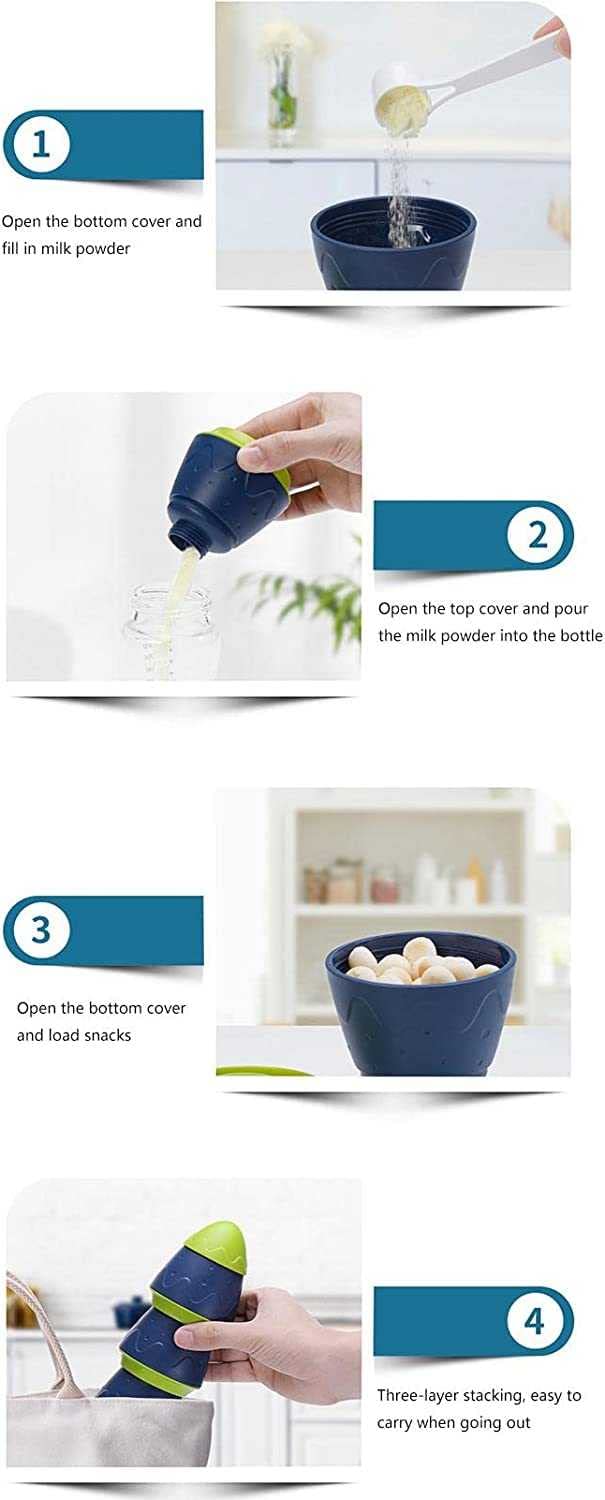 1
Open the bottom cover and
fill in milk powder
2
Open the top cover and pour
the milk powder into the bottle
3
Open the bottom cover
and load snacks
4
Three-layer stacking, easy to
carry when going out